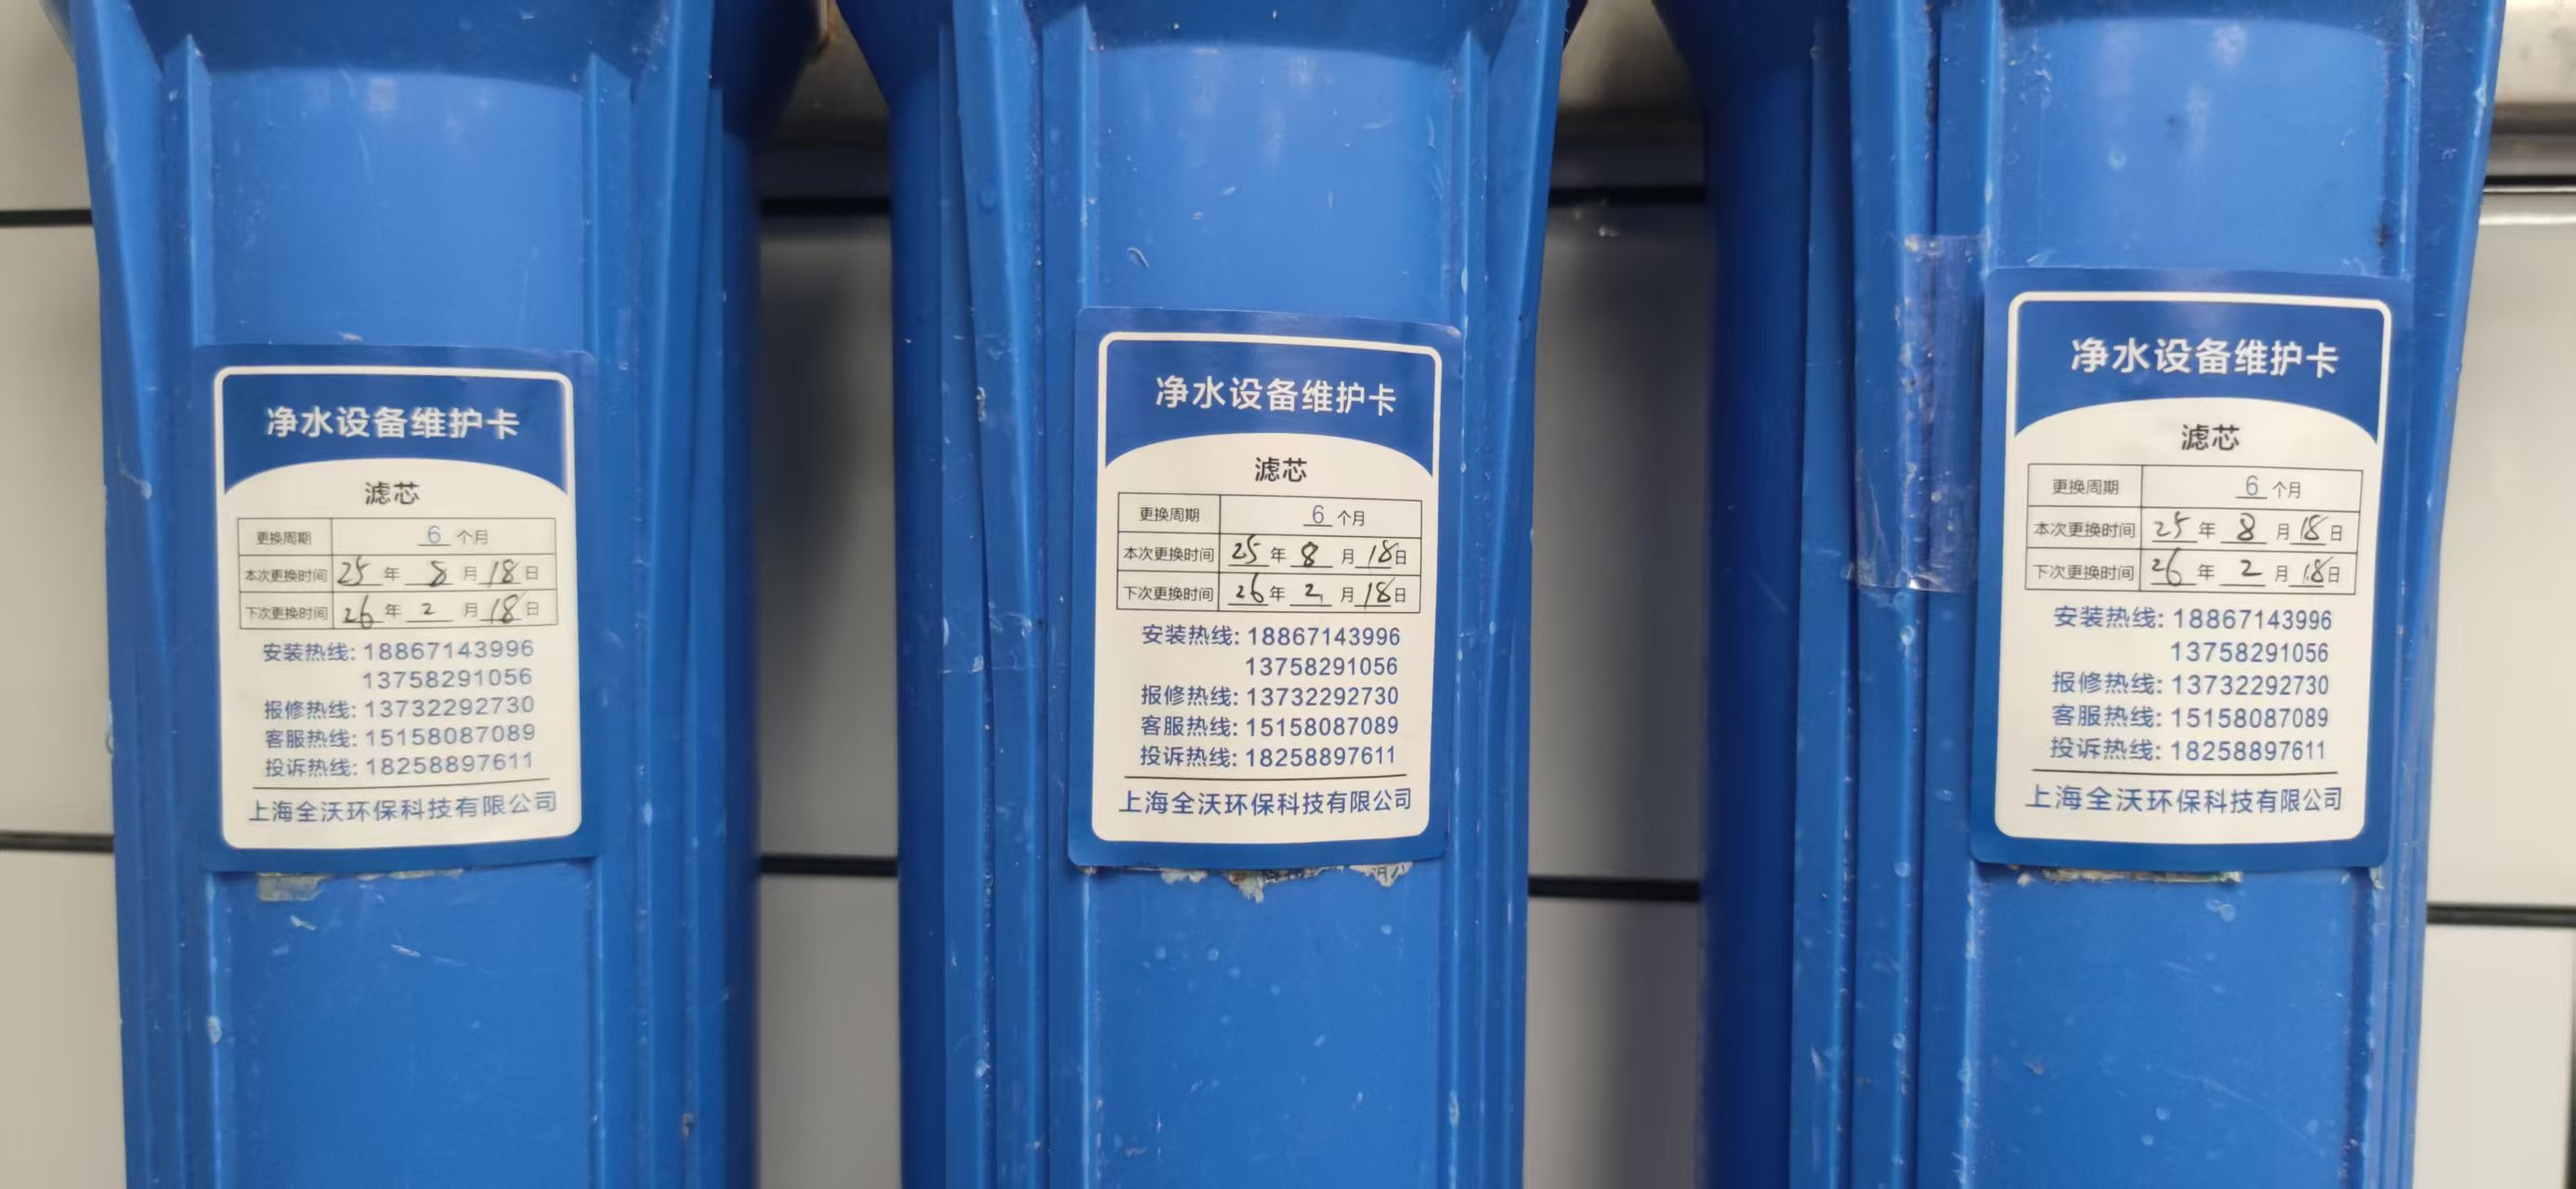 净水设备维护卡
滤芯
更换周期 6 个月
本次更换时间 25 年 8 月 18 日
下次更换时间 26 年 2 月 18 日
安装热线: 18867143996
13758291056
报修热线: 13732292730
客服热线: 15158087089
投诉热线: 18258897611
上海全沃环保科技有限公司
净水设备维护卡
滤芯
更换周期 6 个月
本次更换时间 25 年 8 月 18 日
下次更换时间 26 年 2 月 18 日
安装热线: 18867143996
13758291056
报修热线: 13732292730
客服热线: 15158087089
投诉热线: 18258897611
上海全沃环保科技有限公司
净水设备维护卡
滤芯
更换周期 6 个月
本次更换时间 25 年 8 月 18 日
下次更换时间 26 年 2 月 18 日
安装热线: 18867143996
13758291056
报修热线: 13732292730
客服热线: 15158087089
投诉热线: 18258897611
上海全沃环保科技有限公司